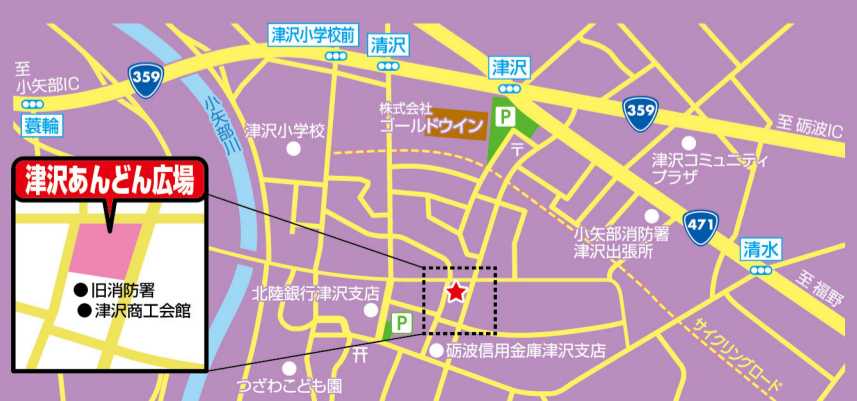 津沢小学校前
清沢
津沢
至
小矢部IC
359
蓑輪
小矢部川
津沢小学校
株式会社
ゴールドウイン
P
〒
359
至 砺波IC
津沢コミュニティ
プラザ
津沢あんどん広場
小矢部消防署
津沢出張所
471
清水
至 福野
旧消防署
津沢商工会館
北陸銀行津沢支店
P
砺波信用金庫津沢支店
サイクリングロード
つざわこども園